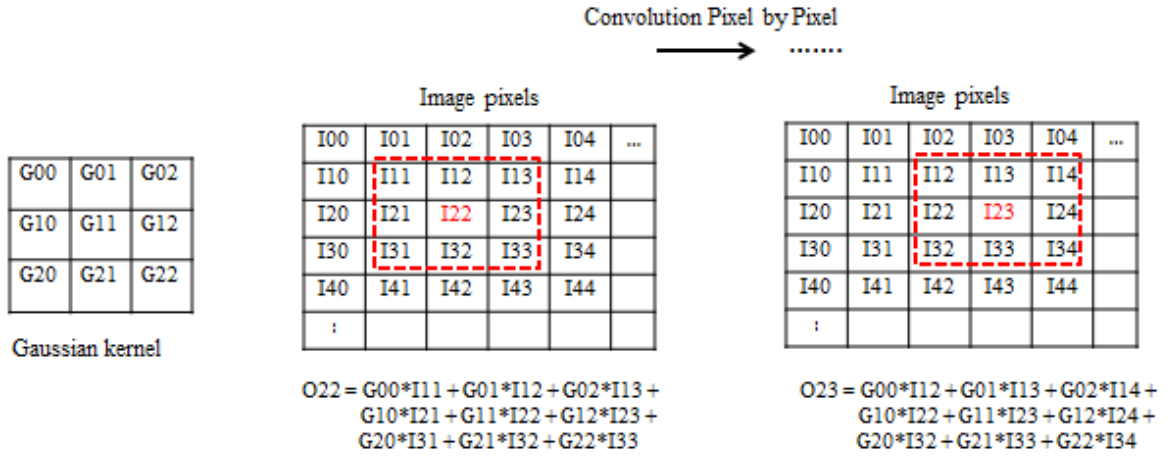 Convolution Pixel by Pixel
.......
Image pixels
Image pixels
I00 I01 I02 I03 I04 ...
I10 I11 I12 I13 I14
I20 I21 I22 I23 I24
I30 I31 I32 I33 I34
I40 I41 I42 I43 I44
:
I00 I01 I02 I03 I04 ...
I10 I11 I12 I13 I14
I20 I21 I22 I23 I24
I30 I31 I32 I33 I34
I40 I41 I42 I43 I44
:
G00 G01 G02
G10 G11 G12
G20 G21 G22
Gaussian kernel
O22 = G00*I11 + G01*I12 + G02*I13 +
G10*I21 + G11*I22 + G12*I23 +
G20*I31 + G21*I32 + G22*I33
O23 = G00*I12 + G01*I13 + G02*I14 +
G10*I22 + G11*I23 + G12*I24 +
G20*I32 + G21*I33 + G22*I34